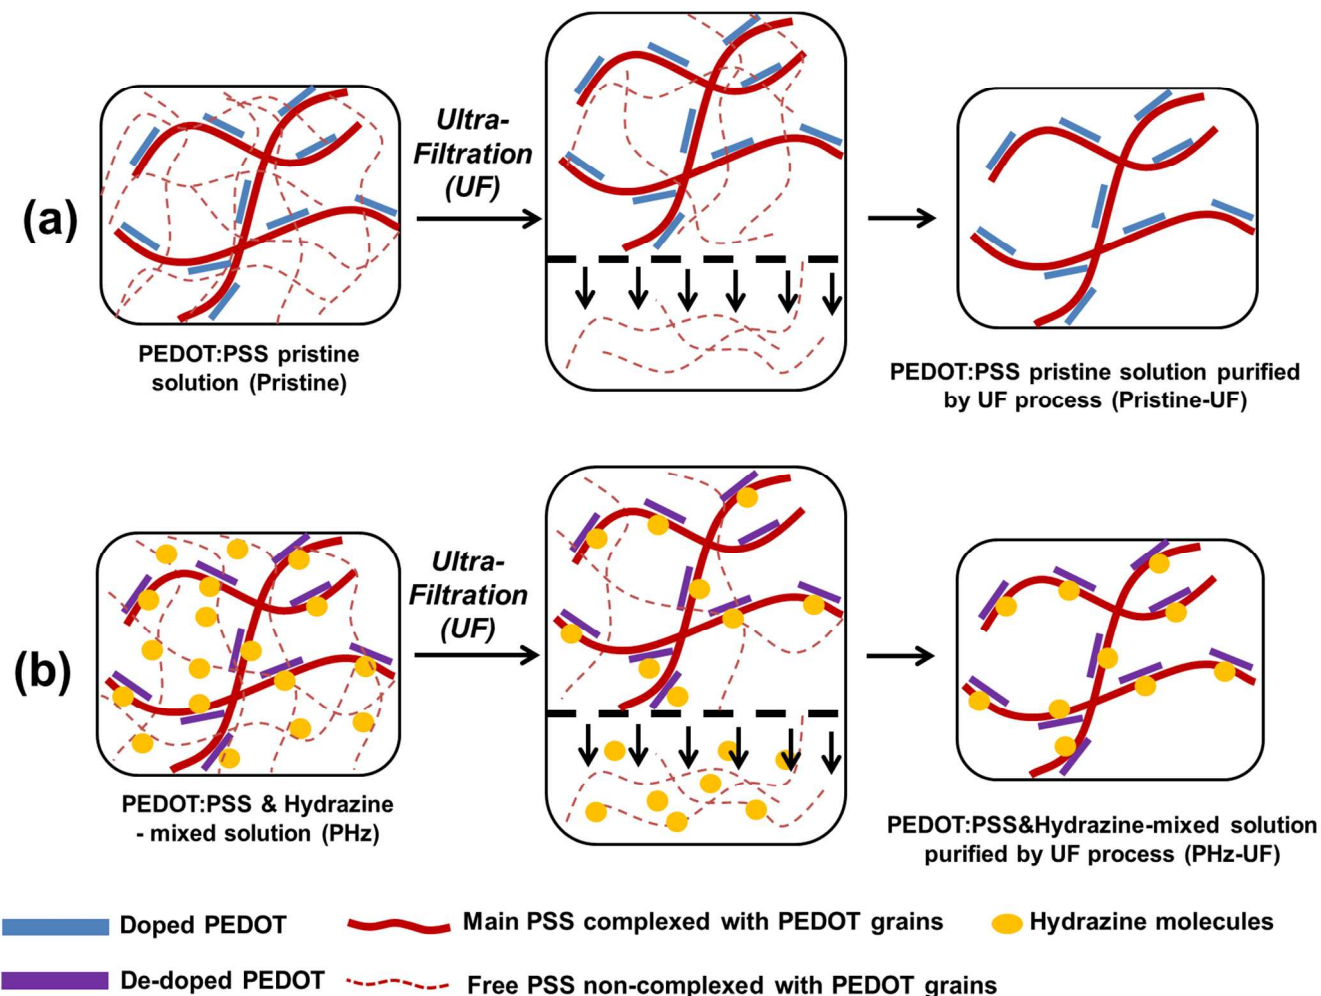 (a)
Ultra-
Filtration
(UF)
PEDOT:PSS pristine
solution (Pristine)
PEDOT:PSS pristine solution purified
by UF process (Pristine-UF)
(b)
Ultra-
Filtration
(UF)
PEDOT:PSS & Hydrazine
- mixed solution (PHz)
PEDOT:PSS&Hydrazine-mixed solution
purified by UF process (PHz-UF)
Doped PEDOT
Main PSS complexed with PEDOT grains
Hydrazine molecules
De-doped PEDOT
Free PSS non-complexed with PEDOT grains